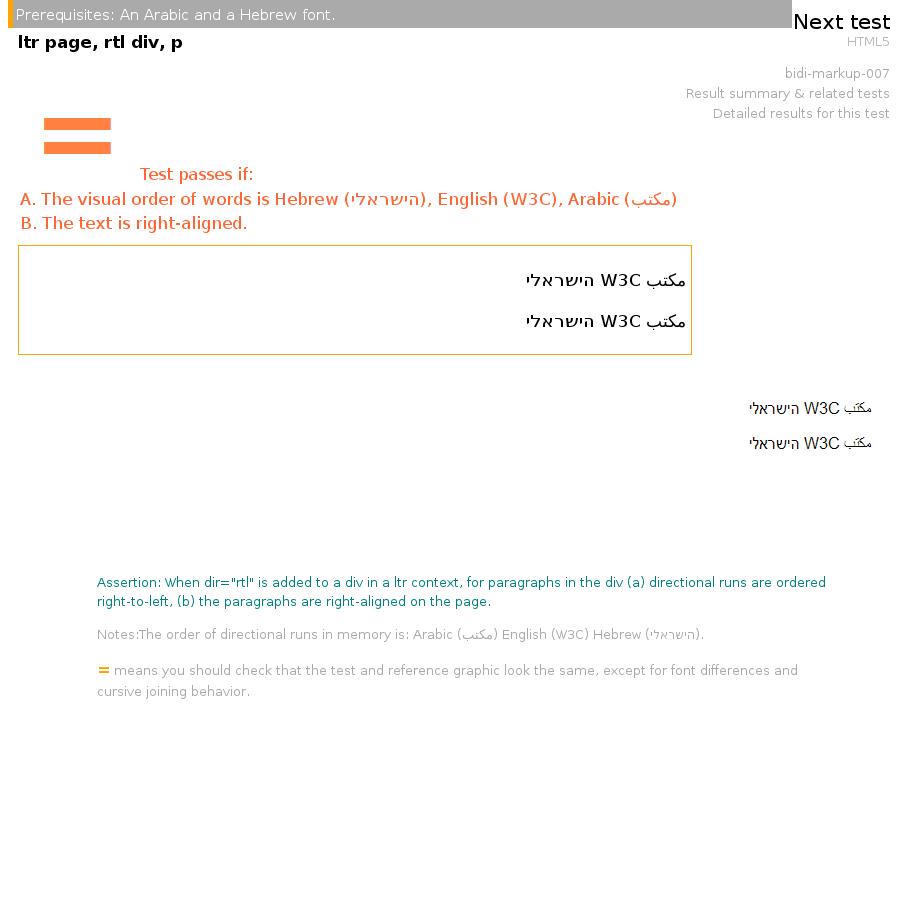 Prerequisites: An Arabic and a Hebrew font.
Next test
ltr page, rtl div, p
HTML5
bidi-markup-007
Result summary & related tests
Detailed results for this test
=
Test passes if:
A. The visual order of words is Hebrew (הישראלי), English (W3C), Arabic (مكتب)
B. The text is right-aligned.
مكتب W3C הישראלי
مكتب W3C הישראלי
مكتب W3C הישראלי
مكتب W3C הישראלי
Assertion: When dir="rtl" is added to a div in a ltr context, for paragraphs in the div (a) directional runs are ordered
right-to-left, (b) the paragraphs are right-aligned on the page.
Notes:The order of directional runs in memory is: Arabic (مكتب) English (W3C) Hebrew (הישראלי).
= means you should check that the test and reference graphic look the same, except for font differences and
cursive joining behavior.